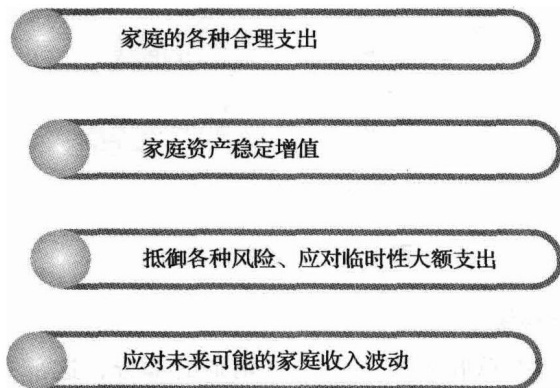 家庭的各种合理支出
家庭资产稳定增值
抵御各种风险、应对临时性大额支出
应对未来可能的家庭收入波动